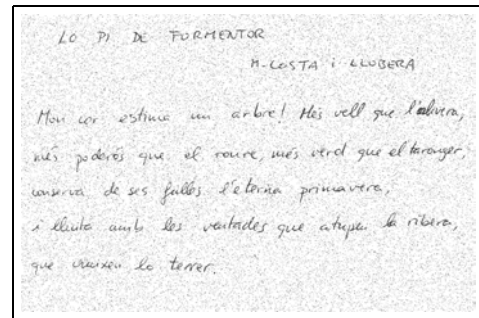 LO PI DE FORMENTOR
M. COSTA i LLOBERA
Mon cor estima un arbre! Més vell que l'olivera,
més poderós que el roure, més verd que el taronger,
conserva de ses fulles l'eterna primavera,
i lluita amb les ventades que atupen la ribera,
que cruixen lo terrer.